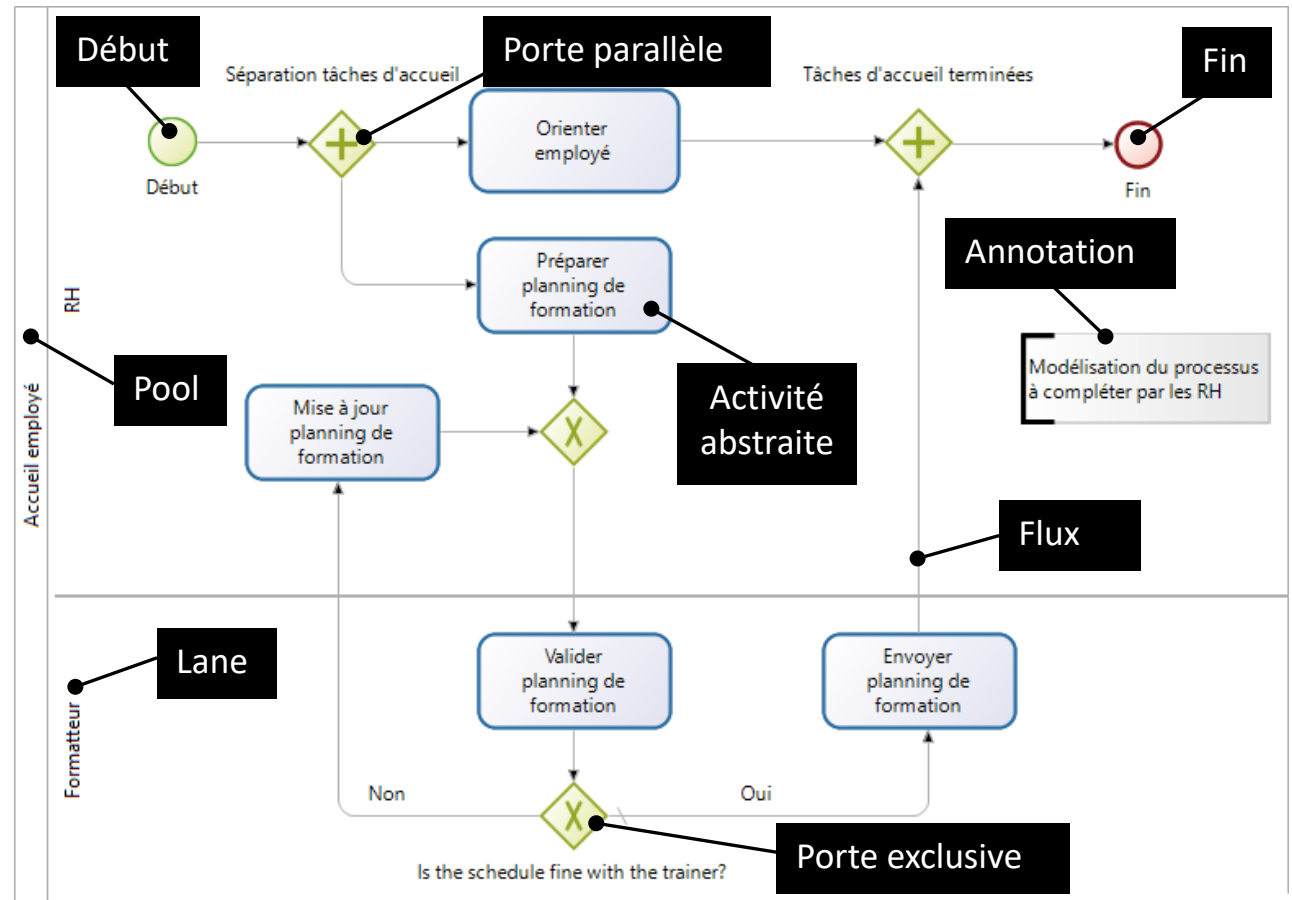 Début
Porte parallèle
Fin
Séparation tâches d'accueil
Tâches d'accueil terminées
Orienter
employé
Début
Fin
Annotation
Préparer
planning de
formation
RH
Modélisation du processus
à compléter par les RH
Pool
Activité
abstraite
Mise à jour
planning de
formation
Accueil employé
Flux
Lane
Valider
planning de
formation
Envoyer
planning de
formation
Formatteur
Non
Oui
Porte exclusive
Is the schedule fine with the trainer?